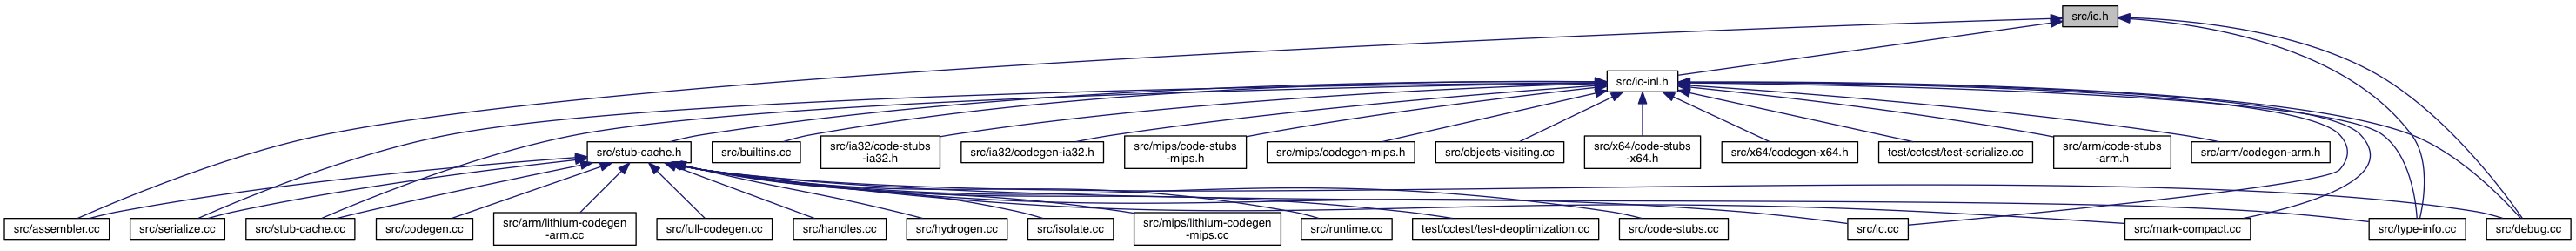 src/ic.h
src/ic-inl.h
src/stub-cache.h
src/builtins.cc
src/ia32/code-stubs
-ia32.h
src/ia32/codegen-ia32.h
src/mips/code-stubs
-mips.h
src/mips/codegen-mips.h
src/objects-visiting.cc
src/x64/code-stubs
-x64.h
src/x64/codegen-x64.h
test/cctest/test-serialize.cc
src/arm/code-stubs
-arm.h
src/arm/codegen-arm.h
src/assembler.cc
src/serialize.cc
src/stub-cache.cc
src/codegen.cc
src/arm/lithium-codegen
-arm.cc
src/full-codegen.cc
src/handles.cc
src/hydrogen.cc
src/isolate.cc
src/mips/lithium-codegen
-mips.cc
src/runtime.cc
test/cctest/test-deoptimization.cc
src/code-stubs.cc
src/ic.cc
src/mark-compact.cc
src/type-info.cc
src/debug.cc